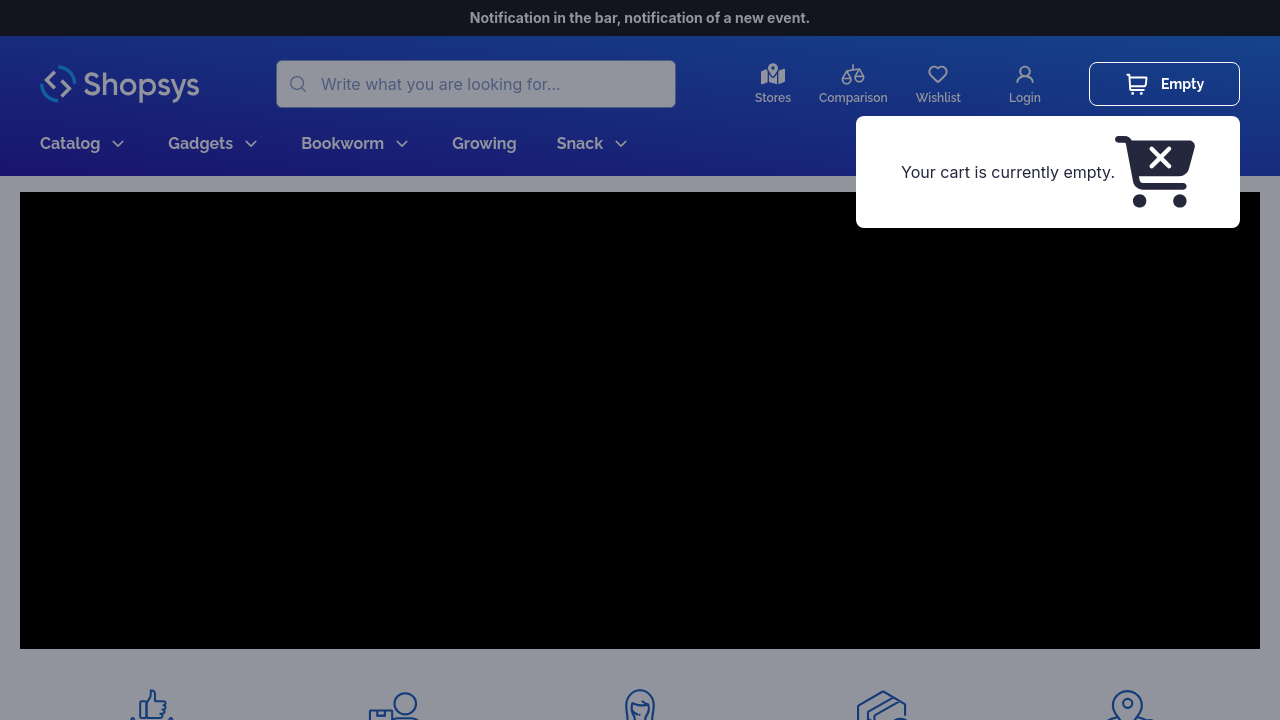 Notification in the bar, notification of a new event.
Shopsys
Write what you are looking for...
Stores
Comparison
Wishlist
Login
Empty
Catalog
Gadgets
Bookworm
Growing
Snack
Your cart is currently empty.